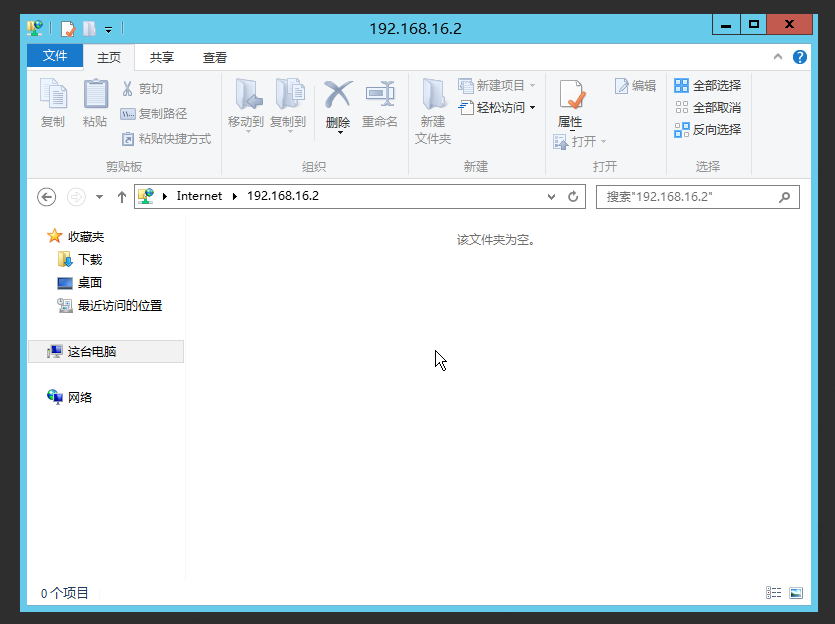 192.168.16.2
文件 主页 共享 查看
复制 粘贴 剪切 复制路径 粘贴快捷方式
剪贴板
移动到 复制到 删除 重命名
组织
新建文件夹 新建项目 轻松访问
新建
属性 打开 编辑
打开
全部选择
全部取消
反向选择
选择
Internet 192.168.16.2
搜索"192.168.16.2"
收藏夹
下载
桌面
最近访问的位置
这台电脑
网络
该文件夹为空。
0 个项目